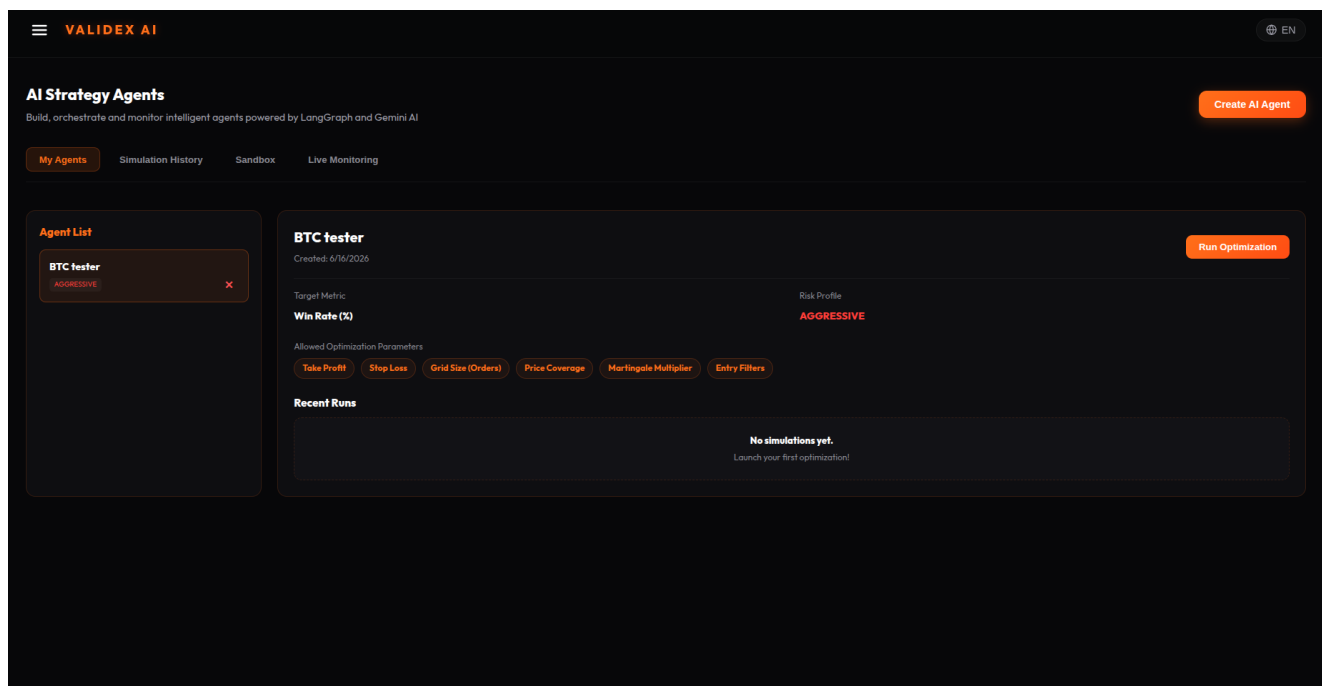 VALIDEX AI
EN
AI Strategy Agents
Build, orchestrate and monitor intelligent agents powered by LangGraph and Gemini AI
Create AI Agent
My Agents
Simulation History
Sandbox
Live Monitoring
Agent List
BTC tester
AGGRESSIVE
BTC tester
Created: 6/16/2026
Run Optimization
Target Metric
Win Rate (%)
Risk Profile
AGGRESSIVE
Allowed Optimization Parameters
Take Profit
Stop Loss
Grid Size (Orders)
Price Coverage
Martingale Multiplier
Entry Filters
Recent Runs
No simulations yet.
Launch your first optimization!